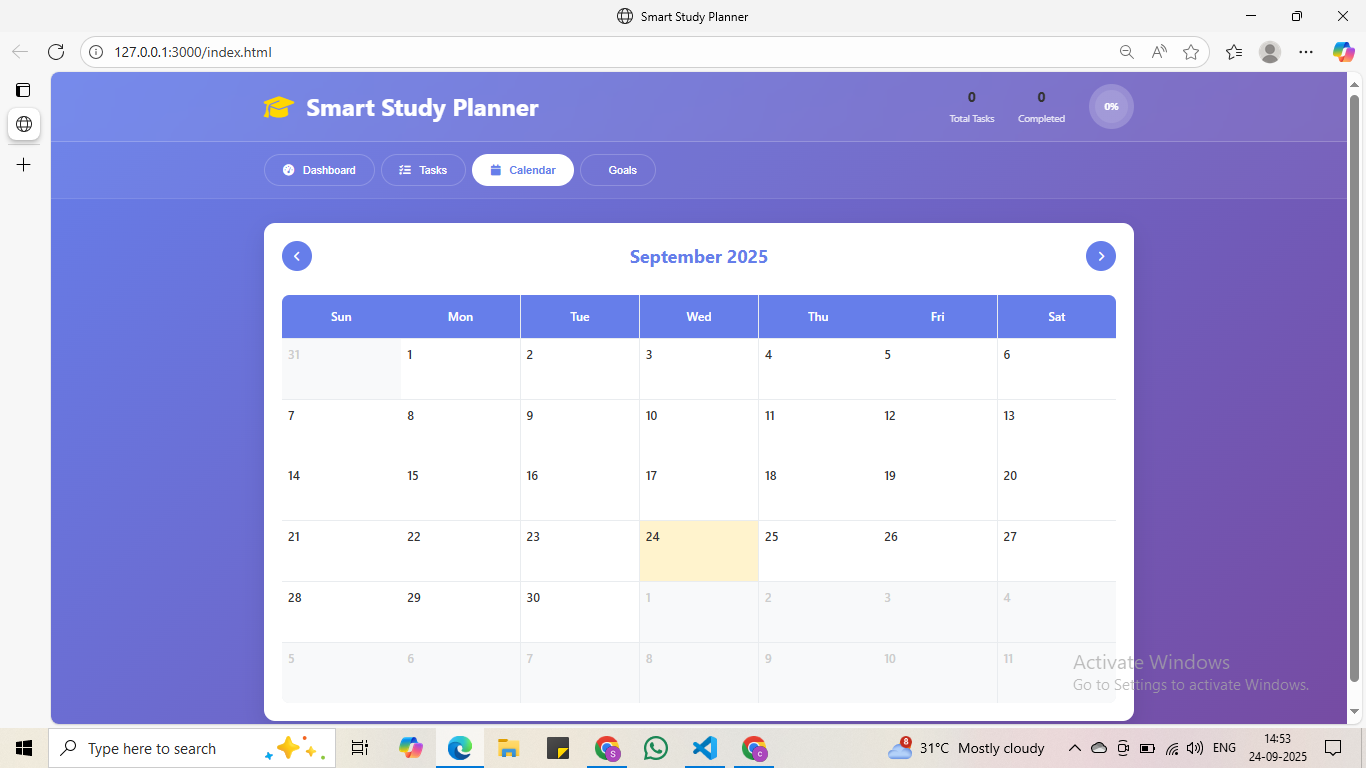 Smart Study Planner
127.0.0.1:3000/index.html
Smart Study Planner
0 0 0%
Total Tasks Completed
Dashboard Tasks Calendar Goals
September 2025
Sun Mon Tue Wed Thu Fri Sat
31 1 2 3 4 5 6
7 8 9 10 11 12 13
14 15 16 17 18 19 20
21 22 23 24 25 26 27
28 29 30 1 2 3 4
5 6 7 8 9 10 11
Activate Windows
Go to Settings to activate Windows.
Type here to search
S
c
8
31°C Mostly cloudy
ENG
14:53
24-09-2025